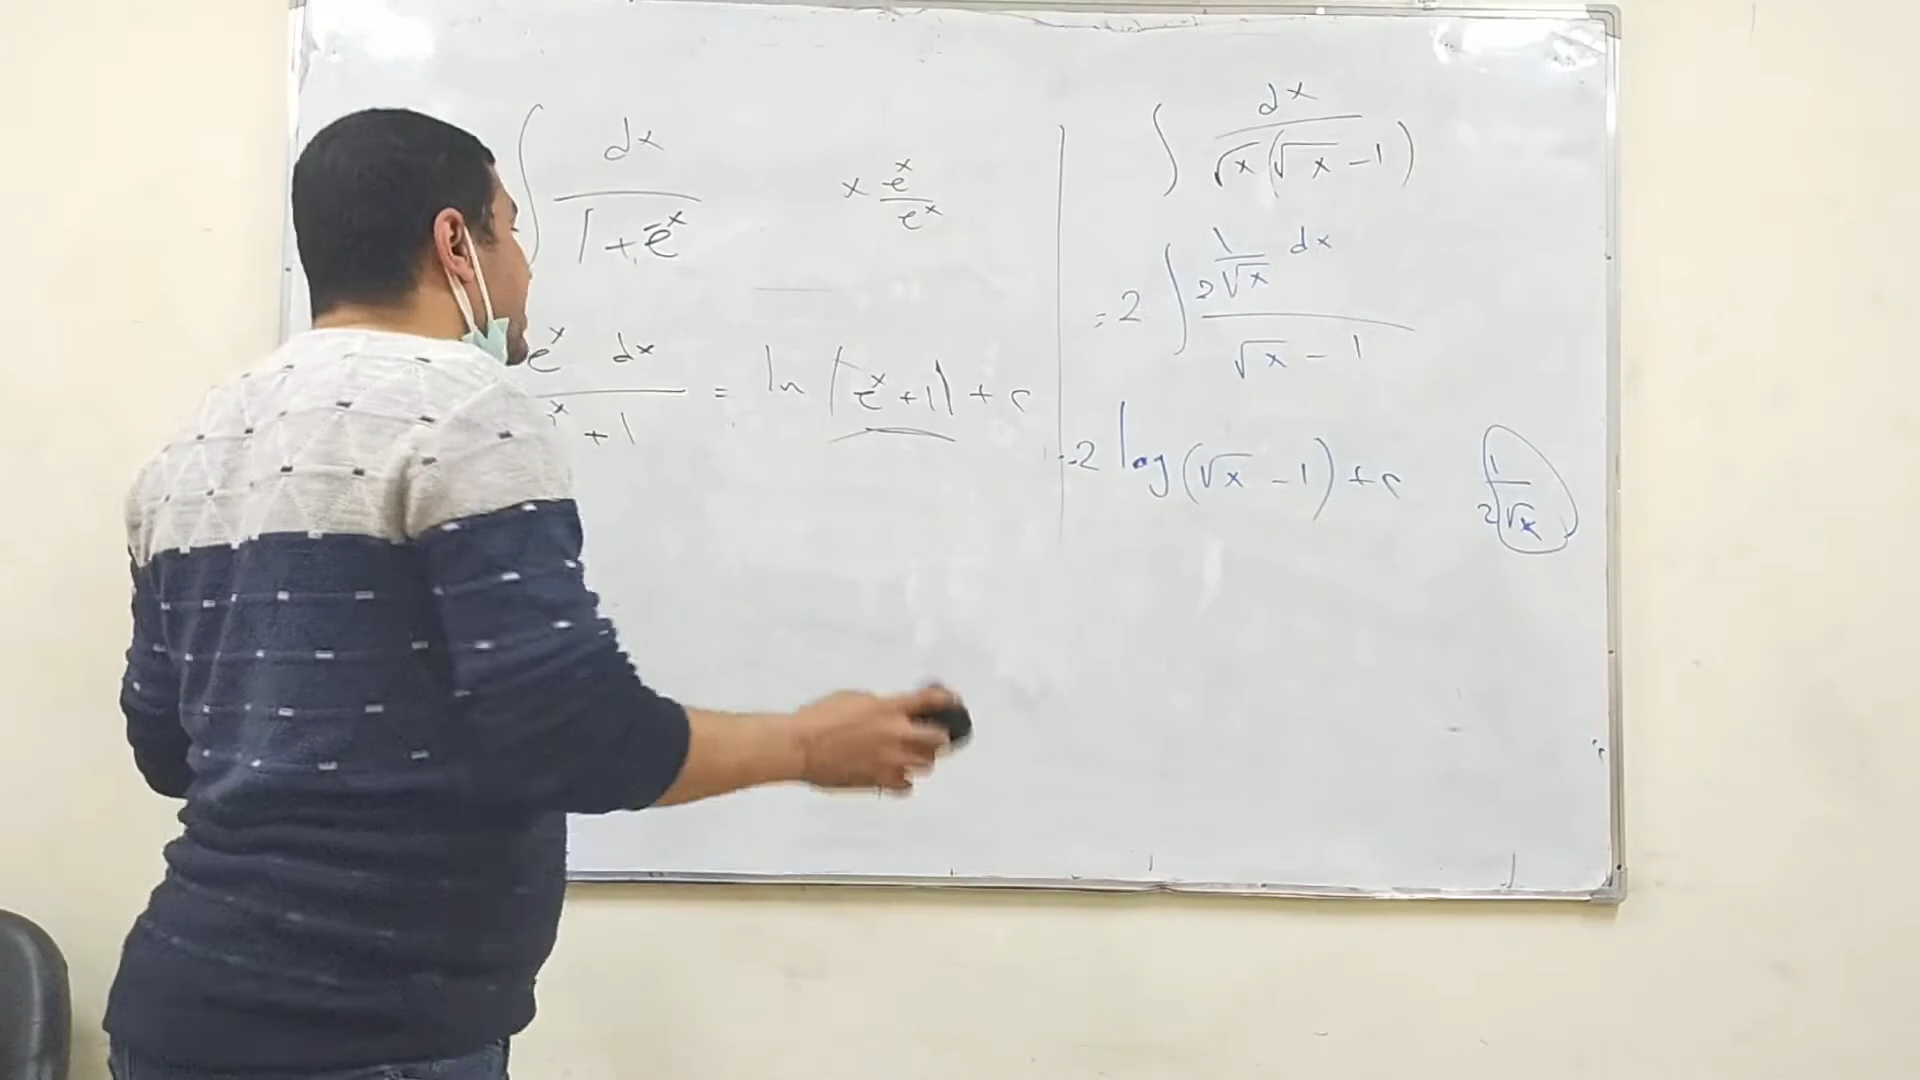 ∫ dx / (1 + e^-x)   × e^x / e^x
e^x dx / (e^x + 1) = ln |e^x + 1| + c
∫ dx / (√x (√x - 1))
= 2 ∫ (1 / 2√x) dx / (√x - 1)
= 2 log (√x - 1) + c
1 / 2√x